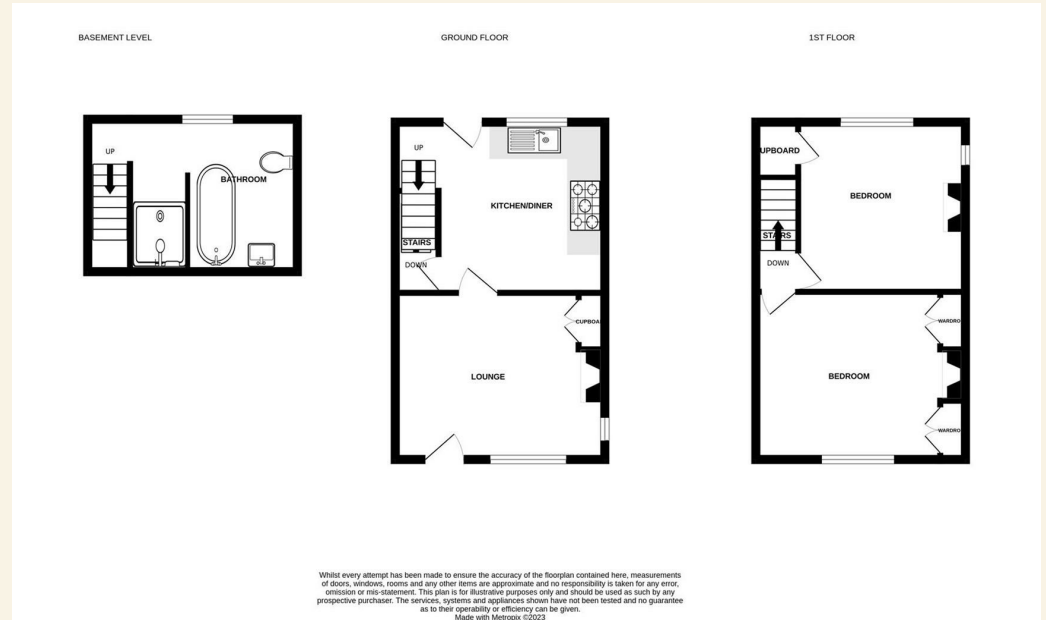 BASEMENT LEVEL
GROUND FLOOR
1ST FLOOR
UP
BATHROOM
UP
KITCHEN/DINER
STAIRS
DOWN
CUPBOA
LOUNGE
UPBOARD
BEDROOM
STAIRS
DOWN
WARDRO
BEDROOM
WARDRO
Whilst every attempt has been made to ensure the accuracy of the floorplan contained here, measurements
of doors, windows, rooms and any other items are approximate and no responsibility is taken for any error,
omission or mis-statement. This plan is for illustrative purposes only and should be used as such by any
prospective purchaser. The services, systems and appliances shown have not been tested and no guarantee
as to their operability or efficiency can be given.
Made with Metropix ©2023